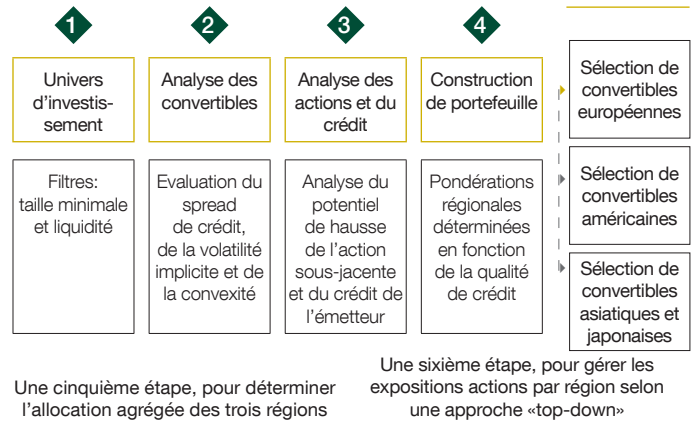 1
Univers
d’investis-
sement
Filtres:
taille minimale
et liquidité
2
Analyse des
convertibles
Evaluation du
spread
de crédit,
de la volatilité
implicite et de
la convexité
3
Analyse des
actions et du
crédit
Analyse du
potentiel
de hausse
de l’action
sous-jacente
et du crédit de
l’émetteur
4
Construction
de portefeuille
Pondérations
régionales
déterminées
en fonction
de la qualité
de crédit
Sélection de
convertibles
européennes
Sélection de
convertibles
américaines
Sélection de
convertibles
asiatiques et
japonaises
Une cinquième étape, pour déterminer
l’allocation agrégée des trois régions
Une sixième étape, pour gérer les
expositions actions par région selon
une approche «top-down»